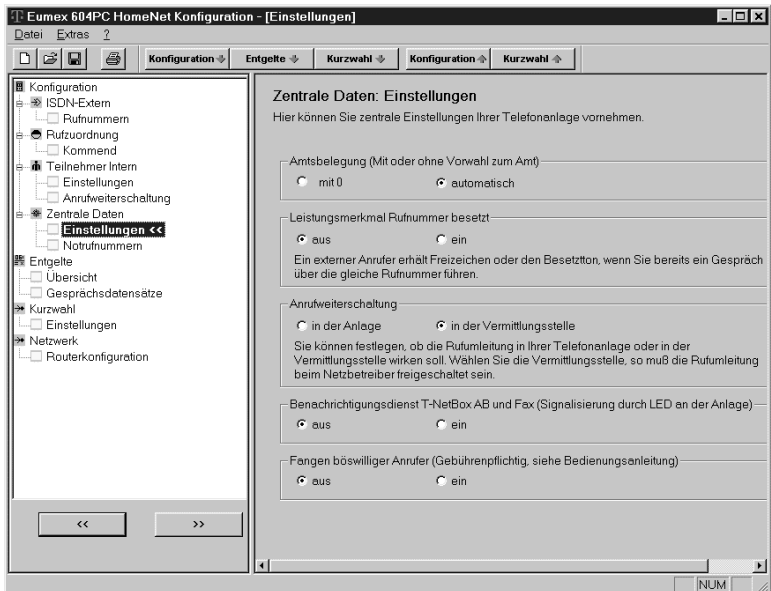 Eumex 604PC HomeNet Konfiguration - [Einstellungen]
Datei Extras ?
Konfiguration Entgelte Kurzwahl Konfiguration Kurzwahl
Konfiguration
ISDN-Extern
Rufnummern
Rufzuordnung
Kommend
Teilnehmer Intern
Einstellungen
Anrufweiterschaltung
Zentrale Daten
Einstellungen <<
Notrufnummern
Entgelte
Übersicht
Gesprächsdatensätze
Kurzwahl
Einstellungen
Netzwerk
Routerkonfiguration
<< >>
Zentrale Daten: Einstellungen
Hier können Sie zentrale Einstellungen Ihrer Telefonanlage vornehmen.
Amtsbelegung (Mit oder ohne Vorwahl zum Amt)
mit 0 automatisch
Leistungsmerkmal Rufnummer besetzt
aus ein
Ein externer Anrufer erhält Freizeichen oder den Besetztton, wenn Sie bereits ein Gespräch
über die gleiche Rufnummer führen.
Anrufweiterschaltung
in der Anlage in der Vermittlungsstelle
Sie können festlegen, ob die Rufumleitung in Ihrer Telefonanlage oder in der
Vermittlungsstelle wirken soll. Wählen Sie die Vermittlungsstelle, so muß die Rufumleitung
beim Netzbetreiber freigeschaltet sein.
Benachrichtigungsdienst T-NetBox AB und Fax (Signalisierung durch LED an der Anlage)
aus ein
Fangen böswilliger Anrufer (Gebührenpflichtig, siehe Bedienungsanleitung)
aus ein
NUM